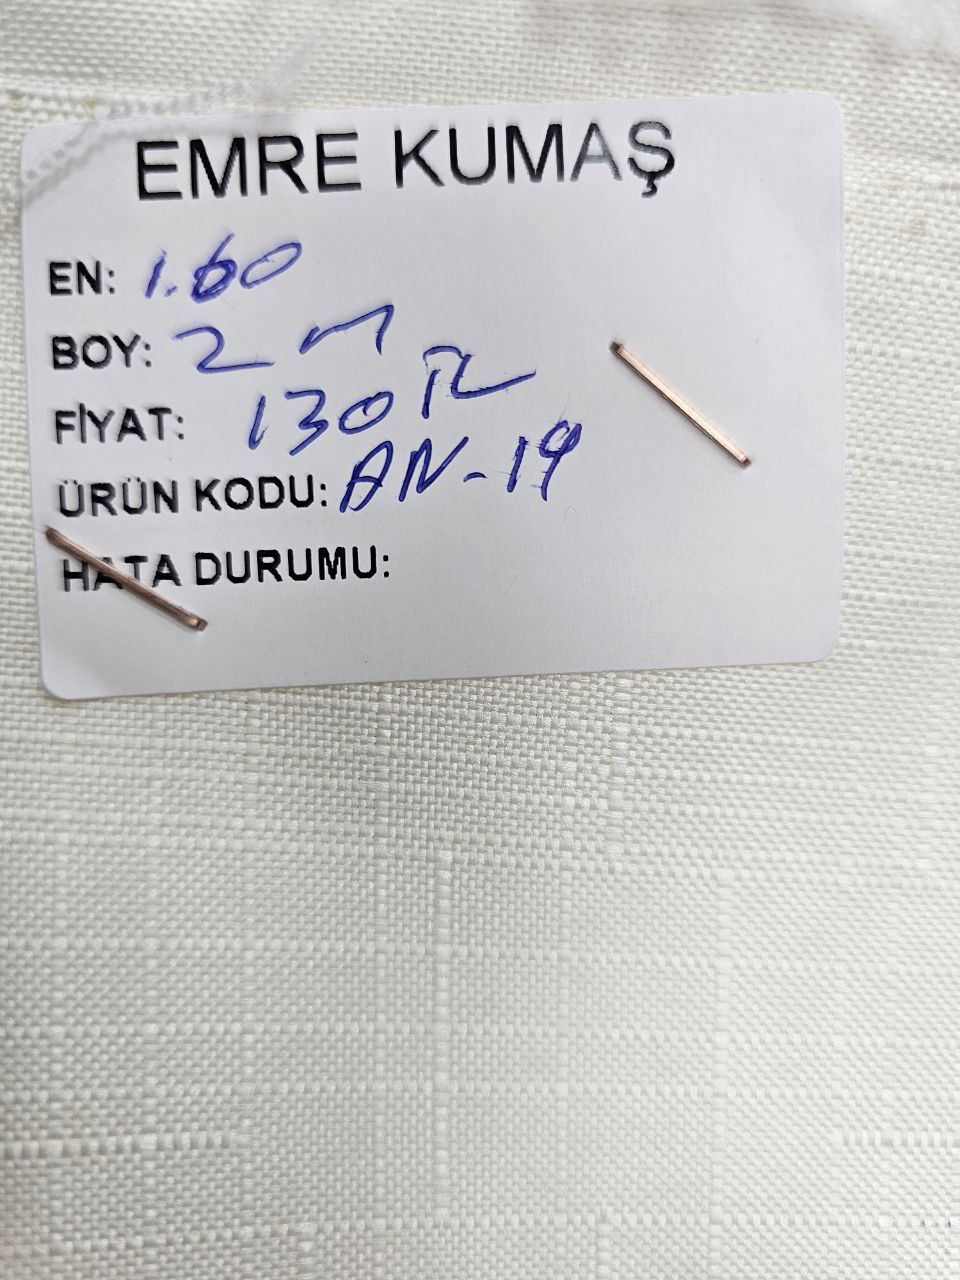 EMRE KUMAŞ
EN: 1.60
BOY: 2 m
FİYAT: 130 TL
ÜRÜN KODU: AN-19
HATA DURUMU: